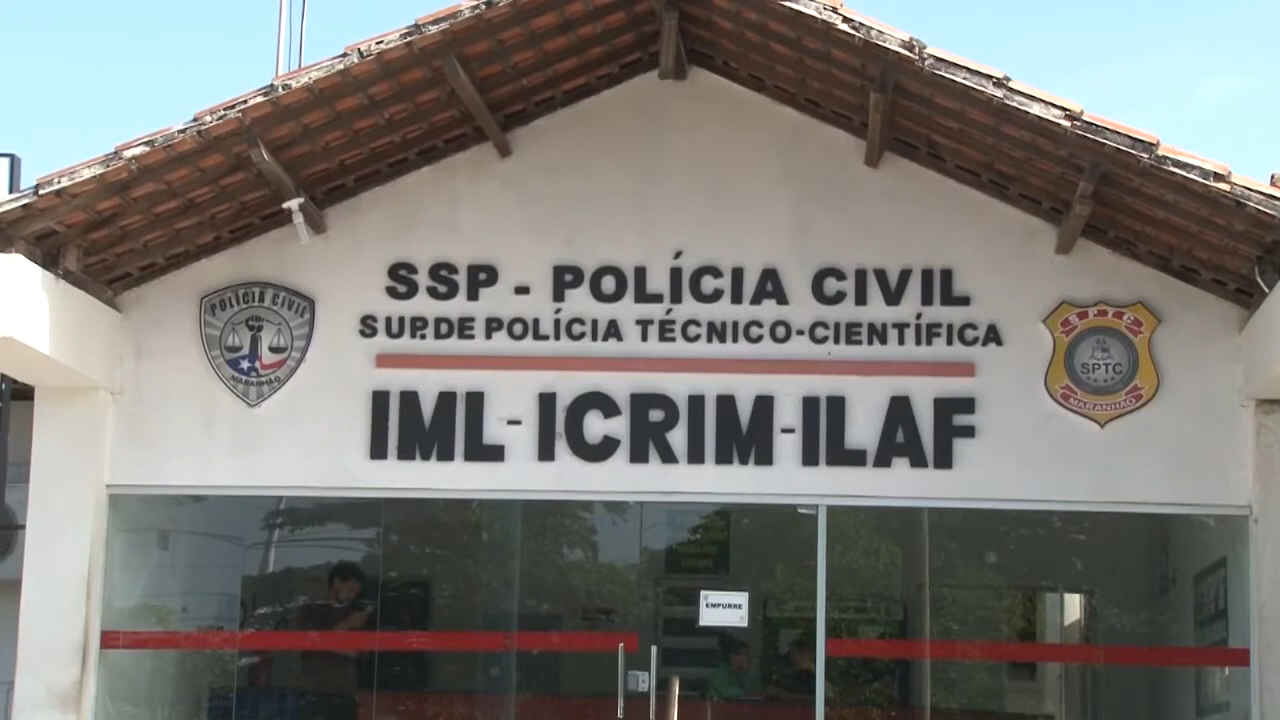 SSP - POLÍCIA CIVIL
SUP. DE POLÍCIA TÉCNICO-CIENTÍFICA
IML - ICRIM - ILAF
POLÍCIA CIVIL
MARANHÃO
SPTC
SPTC
MARANHÃO
EMPURRE